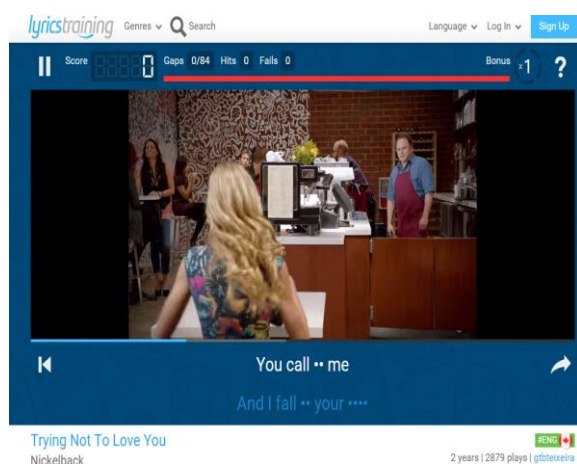 lyricstraining Genres Search Language Log In Sign Up
Score 0 Gaps 0/84 Hits 0 Fails 0 Bonus x1 ?
You call •• me
And I fall •• your ••••
Trying Not To Love You #ENG
Nickelback 2 years | 2879 plays | gtbteixeira